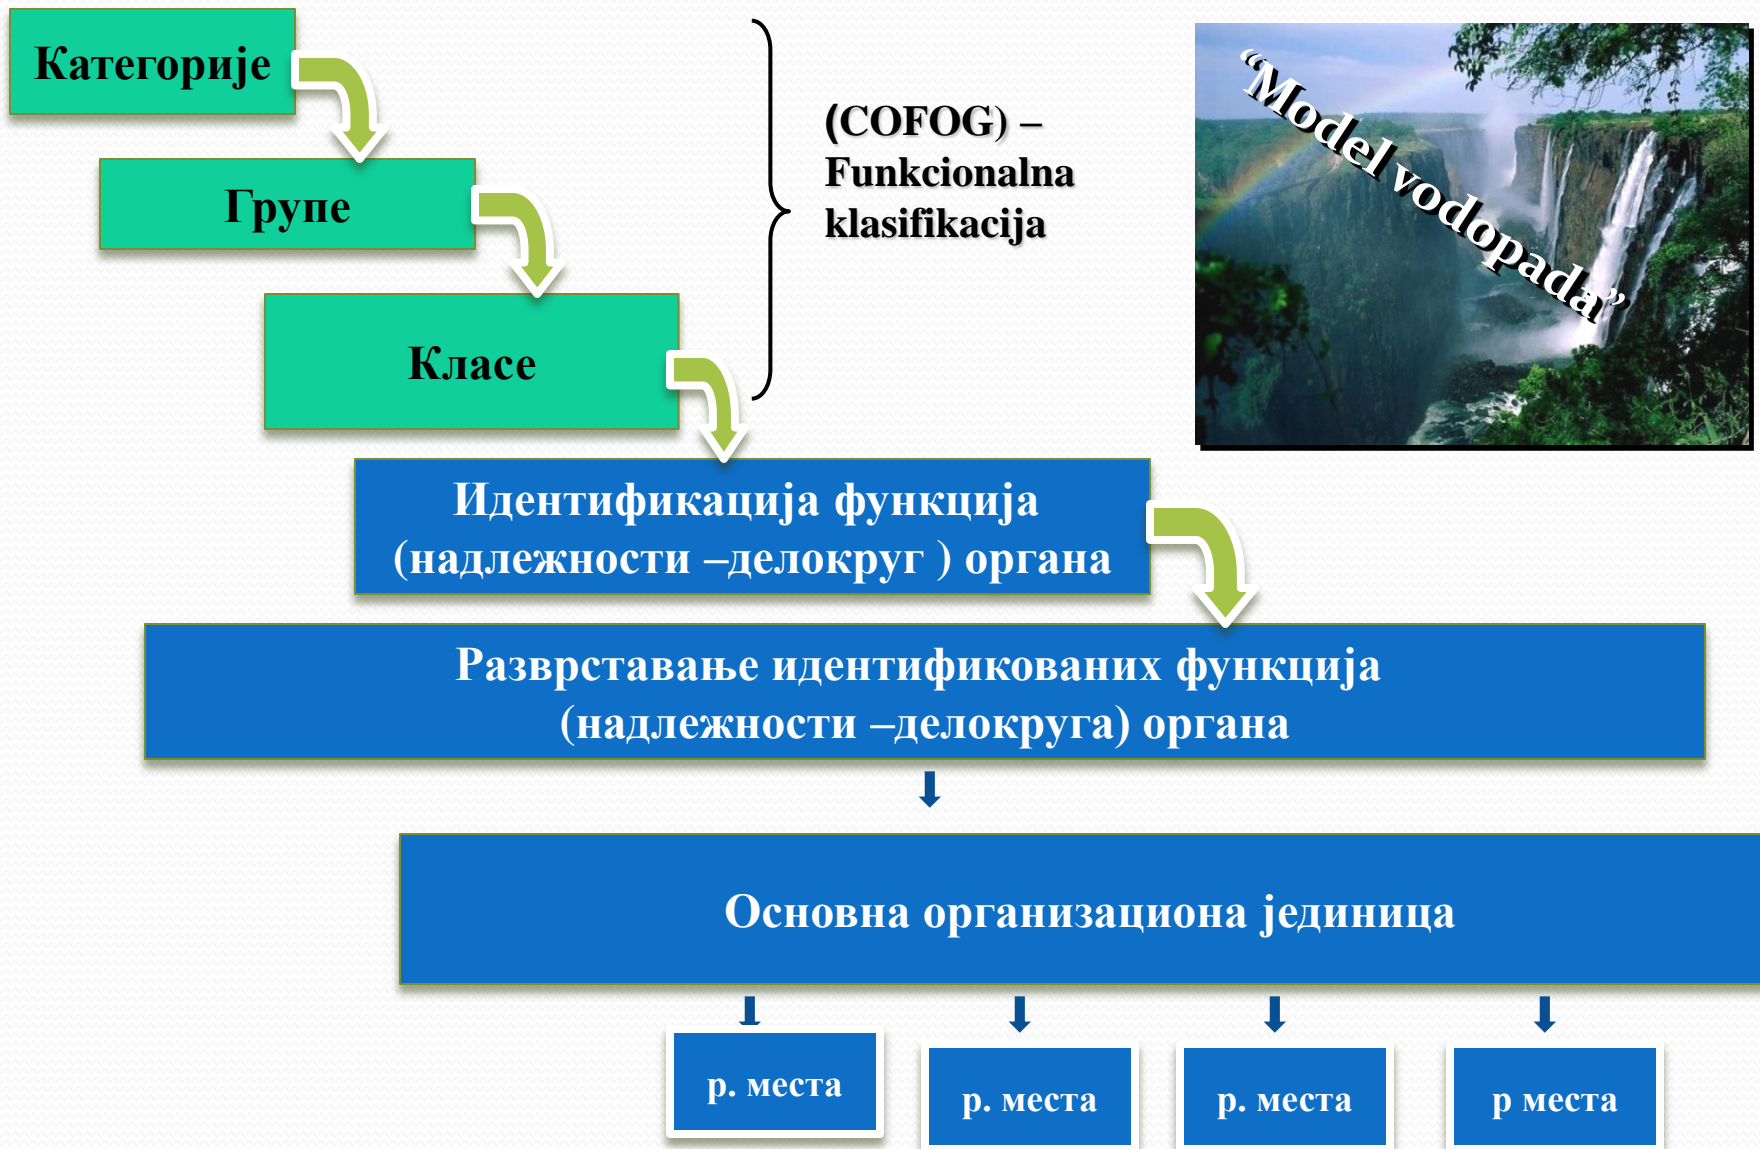 Категорије
(COFOG) –
Funkcionalna
klasifikacija
“Model vodopada”
Групе
Класе
Идентификација функција
(надлежности –делокруг ) органа
Разврставање идентификованих функција
(надлежности –делокруга) органа
Основна организациона јединица
р. места
р. места
р. места
р места